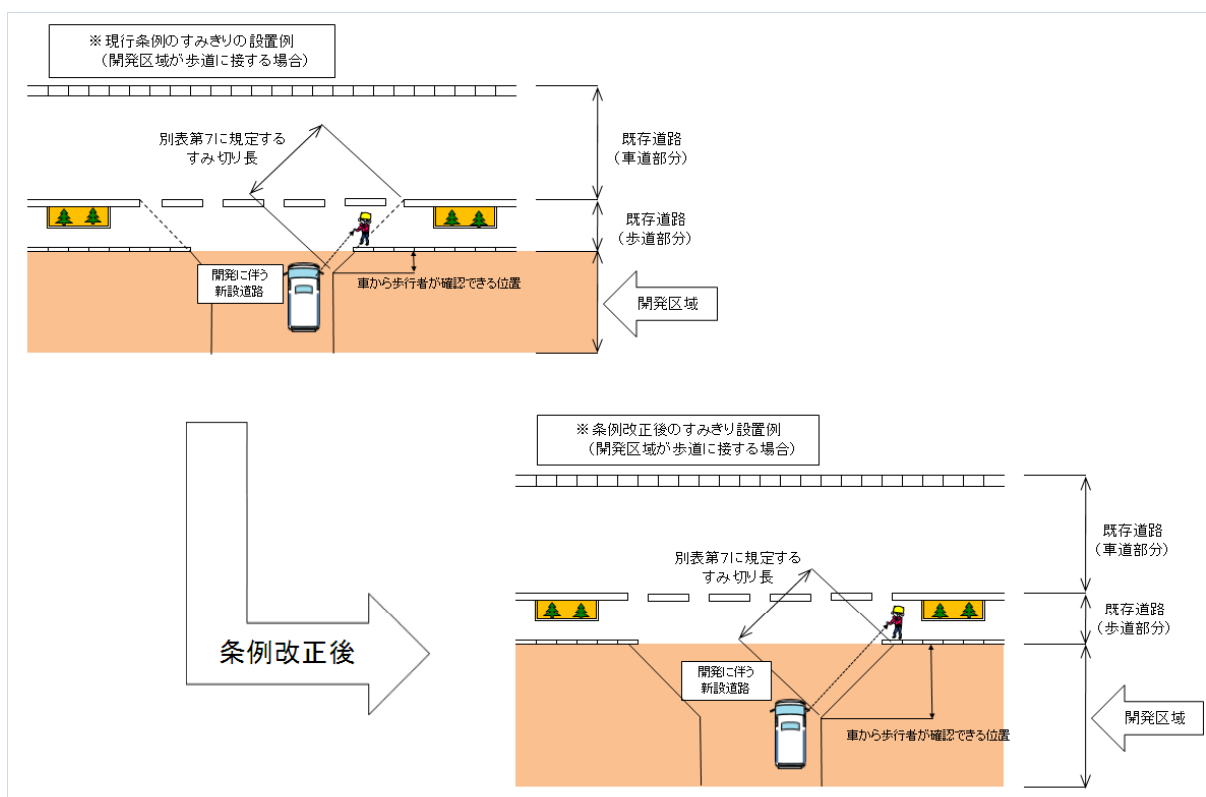 ※現行条例のすみきりの設置例
(開発区域が歩道に接する場合)
別表第7に規定する
すみ切り長
既存道路
(車道部分)
既存道路
(歩道部分)
開発に伴う
新設道路
車から歩行者が確認できる位置
開発区域
条例改正後
※条例改正後のすみきり設置例
(開発区域が歩道に接する場合)
別表第7に規定する
すみ切り長
既存道路
(車道部分)
既存道路
(歩道部分)
開発に伴う
新設道路
車から歩行者が確認できる位置
開発区域